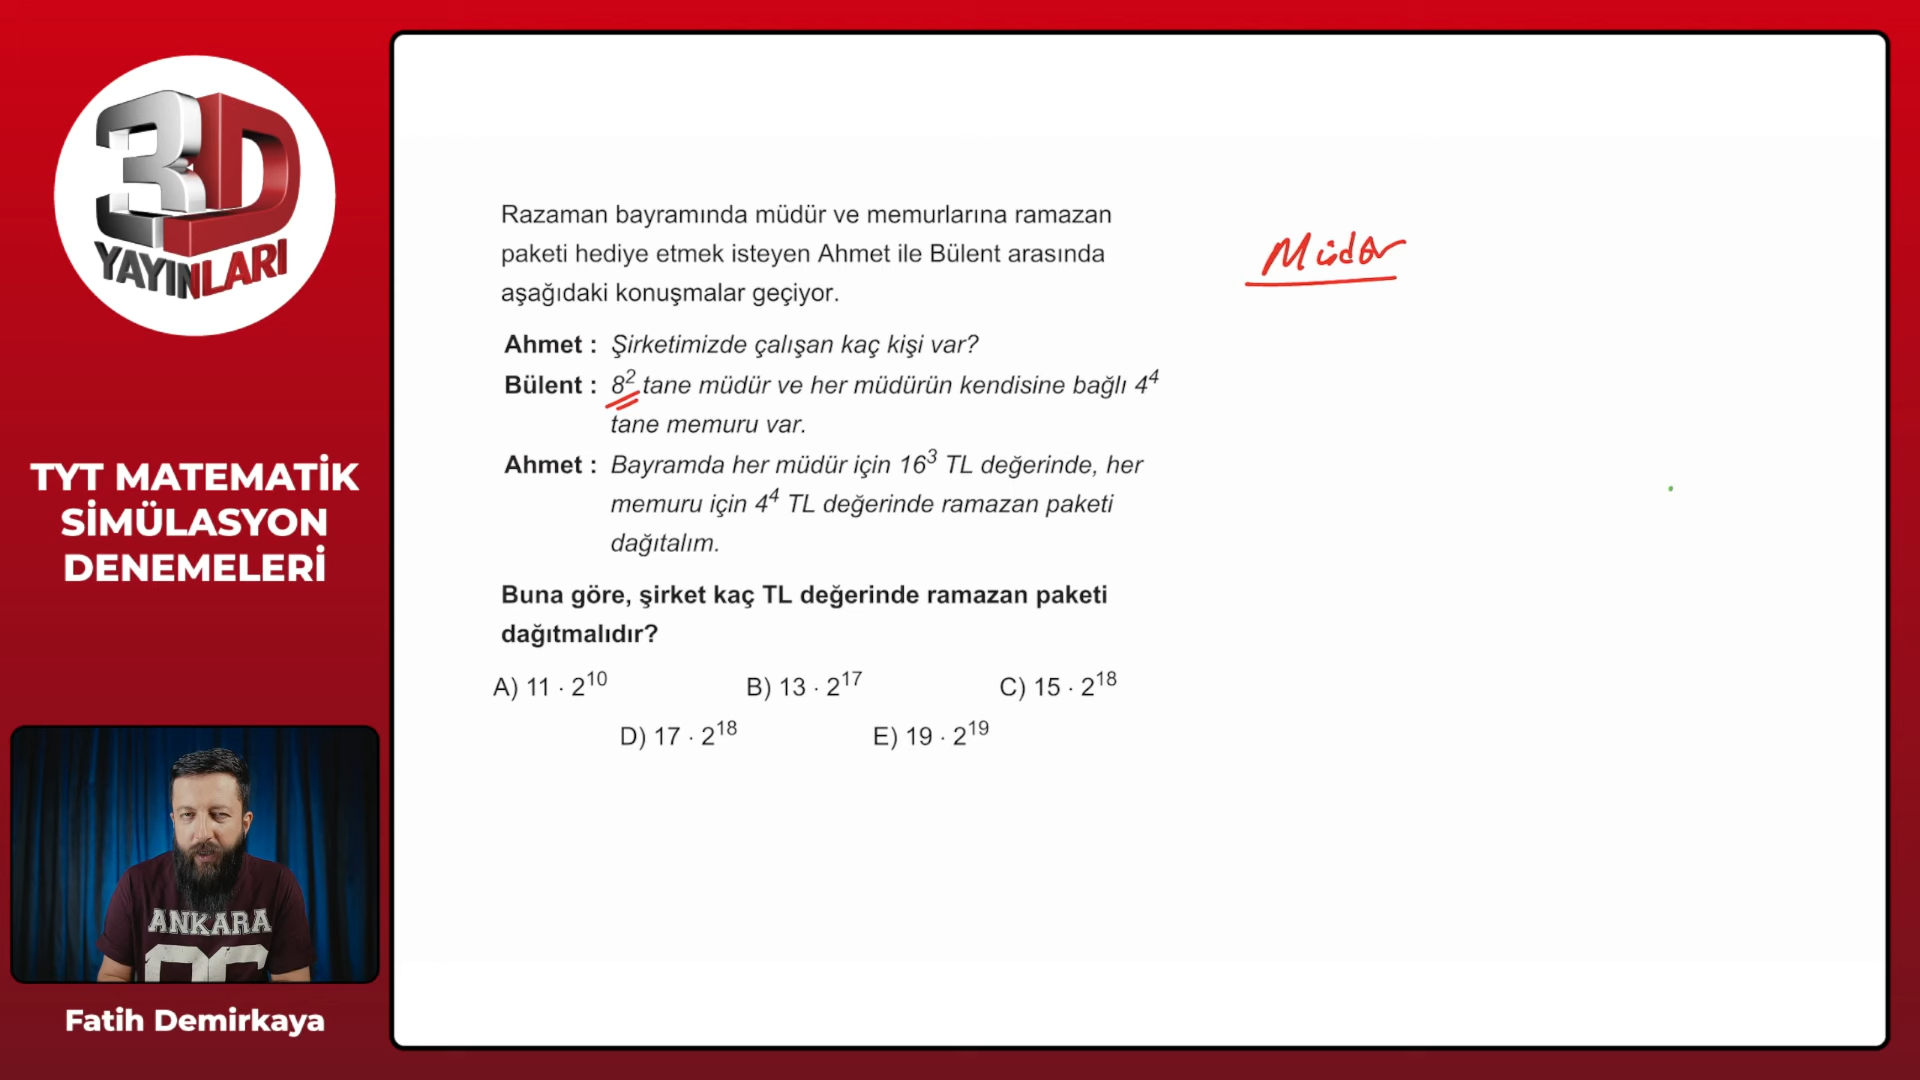 3D
YAYINLARI
TYT MATEMATİK
SİMÜLASYON
DENEMELERİ
ANKARA
Fatih Demirkaya
Razaman bayramında müdür ve memurlarına ramazan
paketi hediye etmek isteyen Ahmet ile Bülent arasında
aşağıdaki konuşmalar geçiyor.
Ahmet : Şirketimizde çalışan kaç kişi var?
Bülent : 8² tane müdür ve her müdürün kendisine bağlı 4⁴
tane memuru var.
Ahmet : Bayramda her müdür için 16³ TL değerinde, her
memuru için 4⁴ TL değerinde ramazan paketi
dağıtalım.
Buna göre, şirket kaç TL değerinde ramazan paketi
dağıtmalıdır?
A) 11 · 2¹⁰ B) 13 · 2¹⁷ C) 15 · 2¹⁸
D) 17 · 2¹⁸ E) 19 · 2¹⁹
Müdür